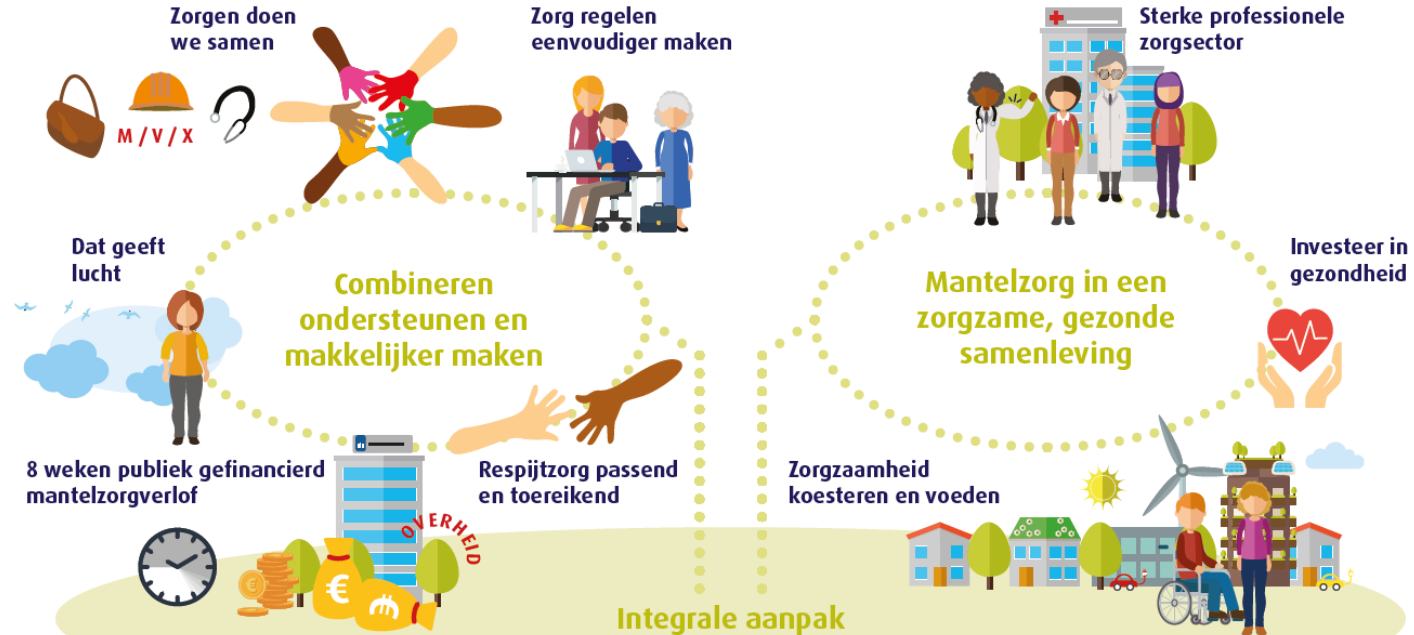 Zorgen doen
we samen
Zorg regelen
eenvoudiger maken
Sterke professionele
zorgsector
M / V / X
Dat geeft
lucht
Combineren
ondersteunen en
makkelijker maken
Mantelzorg in een
zorgzame, gezonde
samenleving
Investeer in
gezondheid
8 weken publiek gefinancierd
mantelzorgverlof
Respijtzorg passend
en toereikend
Zorgzaamheid
koesteren en voeden
OVERHEID
€
€
€
Integrale aanpak